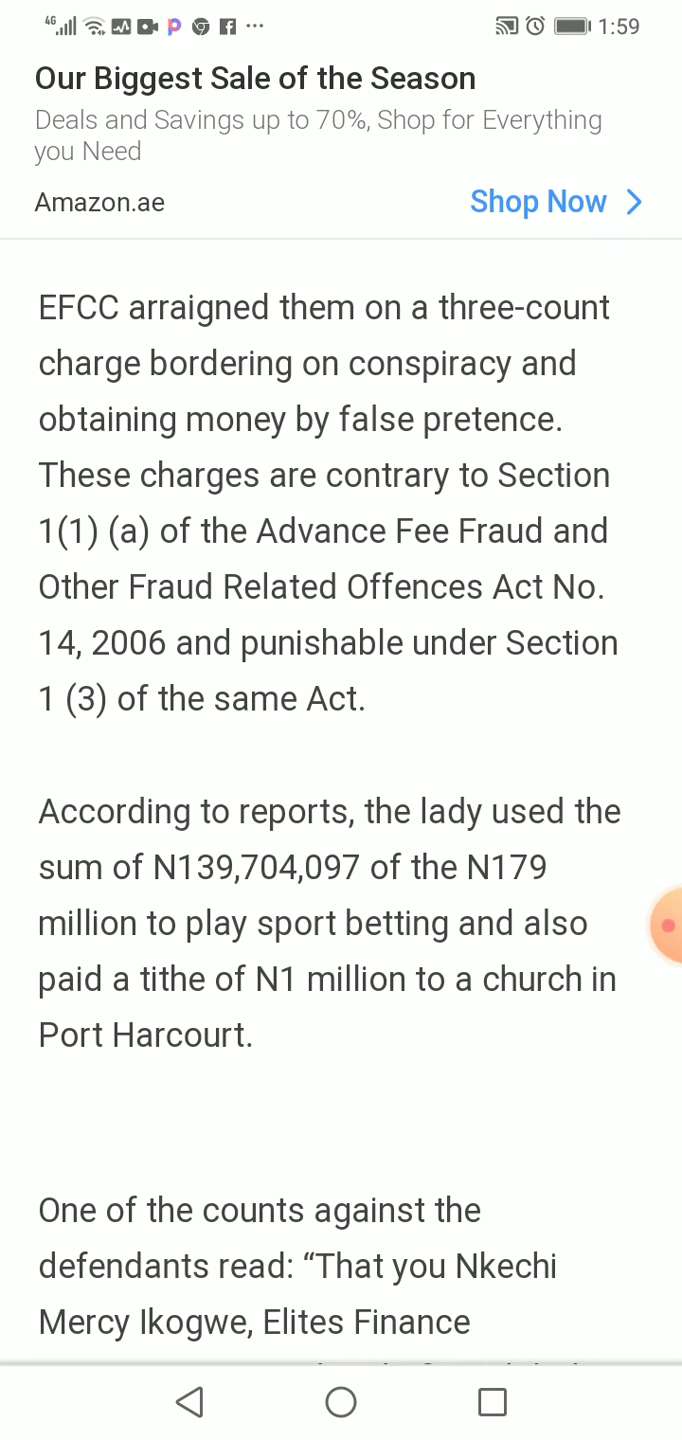 4G
1:59
Our Biggest Sale of the Season
Deals and Savings up to 70%, Shop for Everything
you Need
Amazon.ae
Shop Now
EFCC arraigned them on a three-count
charge bordering on conspiracy and
obtaining money by false pretence.
These charges are contrary to Section
1(1) (a) of the Advance Fee Fraud and
Other Fraud Related Offences Act No.
14, 2006 and punishable under Section
1 (3) of the same Act.
According to reports, the lady used the
sum of N139,704,097 of the N179
million to play sport betting and also
paid a tithe of N1 million to a church in
Port Harcourt.
One of the counts against the
defendants read: “That you Nkechi
Mercy Ikogwe, Elites Finance